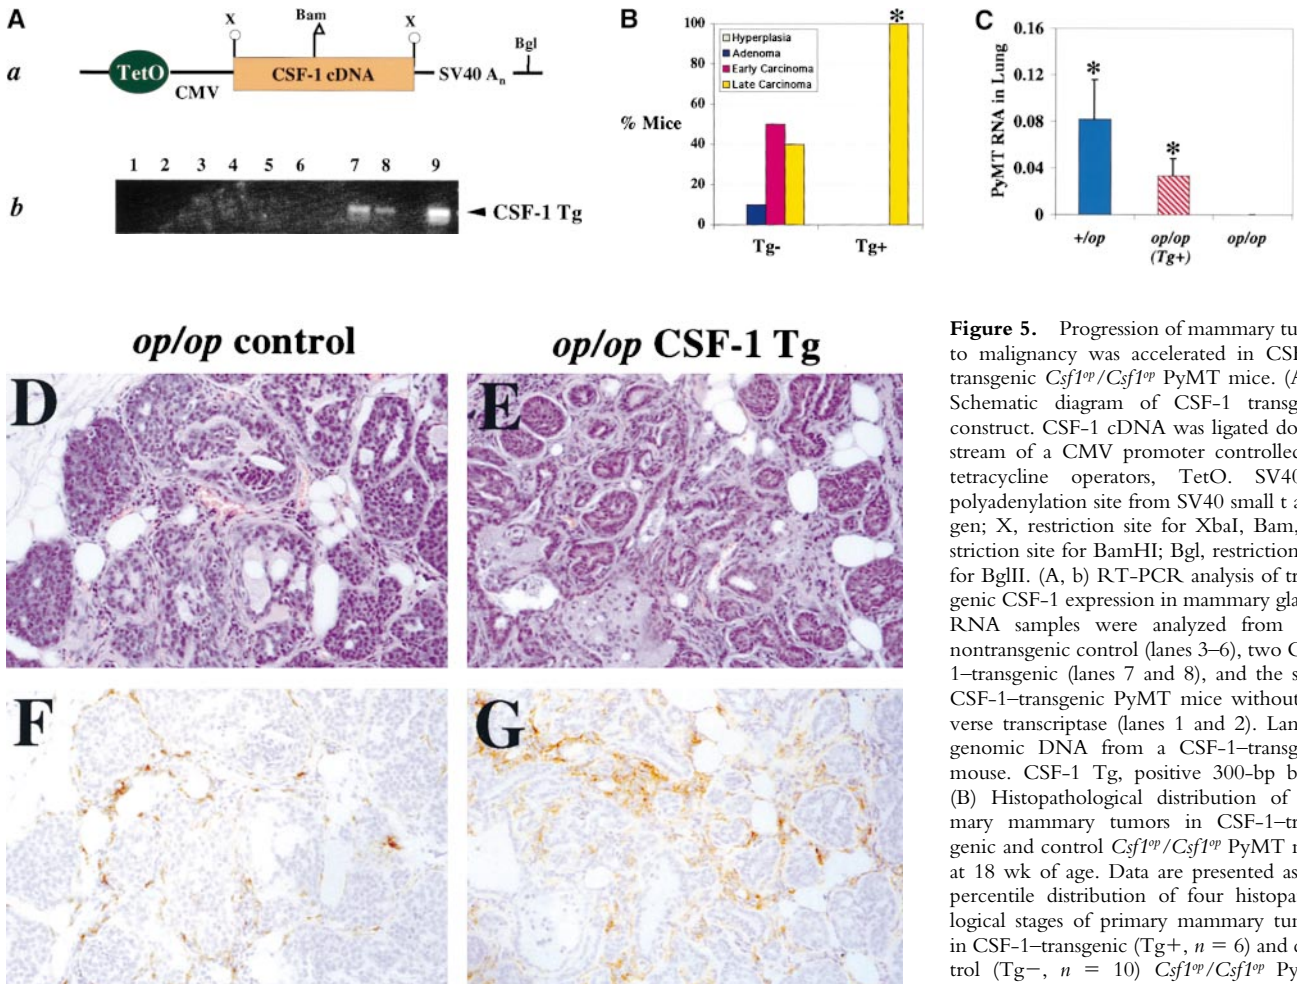 A
X
Bam
X
Bgl
a
TetO
CSF-1 cDNA
SV40 An
CMV
1 2 3 4 5 6 7 8 9
b
CSF-1 Tg
B
100
80
60
40
20
0
% Mice
*
Hyperplasia
Adenoma
Early Carcinoma
Late Carcinoma
Tg-
Tg+
C
PyMT RNA in Lung
0.16
0.12
0.08
0.04
0
*
*
+/op
op/op
(Tg+)
op/op
op/op control
op/op CSF-1 Tg
D
E
F
G
Figure 5. Progression of mammary tu
to malignancy was accelerated in CSF
transgenic Csf1op/Csf1op PyMT mice. (A
Schematic diagram of CSF-1 transg
construct. CSF-1 cDNA was ligated do
stream of a CMV promoter controlled
tetracycline operators, TetO. SV40
polyadenylation site from SV40 small t a
gen; X, restriction site for XbaI, Bam,
striction site for BamHI; Bgl, restriction
for BglII. (A, b) RT-PCR analysis of tr
genic CSF-1 expression in mammary gla
RNA samples were analyzed from
nontransgenic control (lanes 3–6), two C
1–transgenic (lanes 7 and 8), and the s
CSF-1–transgenic PyMT mice without
verse transcriptase (lanes 1 and 2). Lan
genomic DNA from a CSF-1–transg
mouse. CSF-1 Tg, positive 300-bp b
(B) Histopathological distribution of
mary mammary tumors in CSF-1–tr
genic and control Csf1op/Csf1op PyMT m
at 18 wk of age. Data are presented as
percentile distribution of four histopa
logical stages of primary mammary tum
in CSF-1–transgenic (Tg+, n = 6) and c
trol (Tg−, n = 10) Csf1op/Csf1op Py